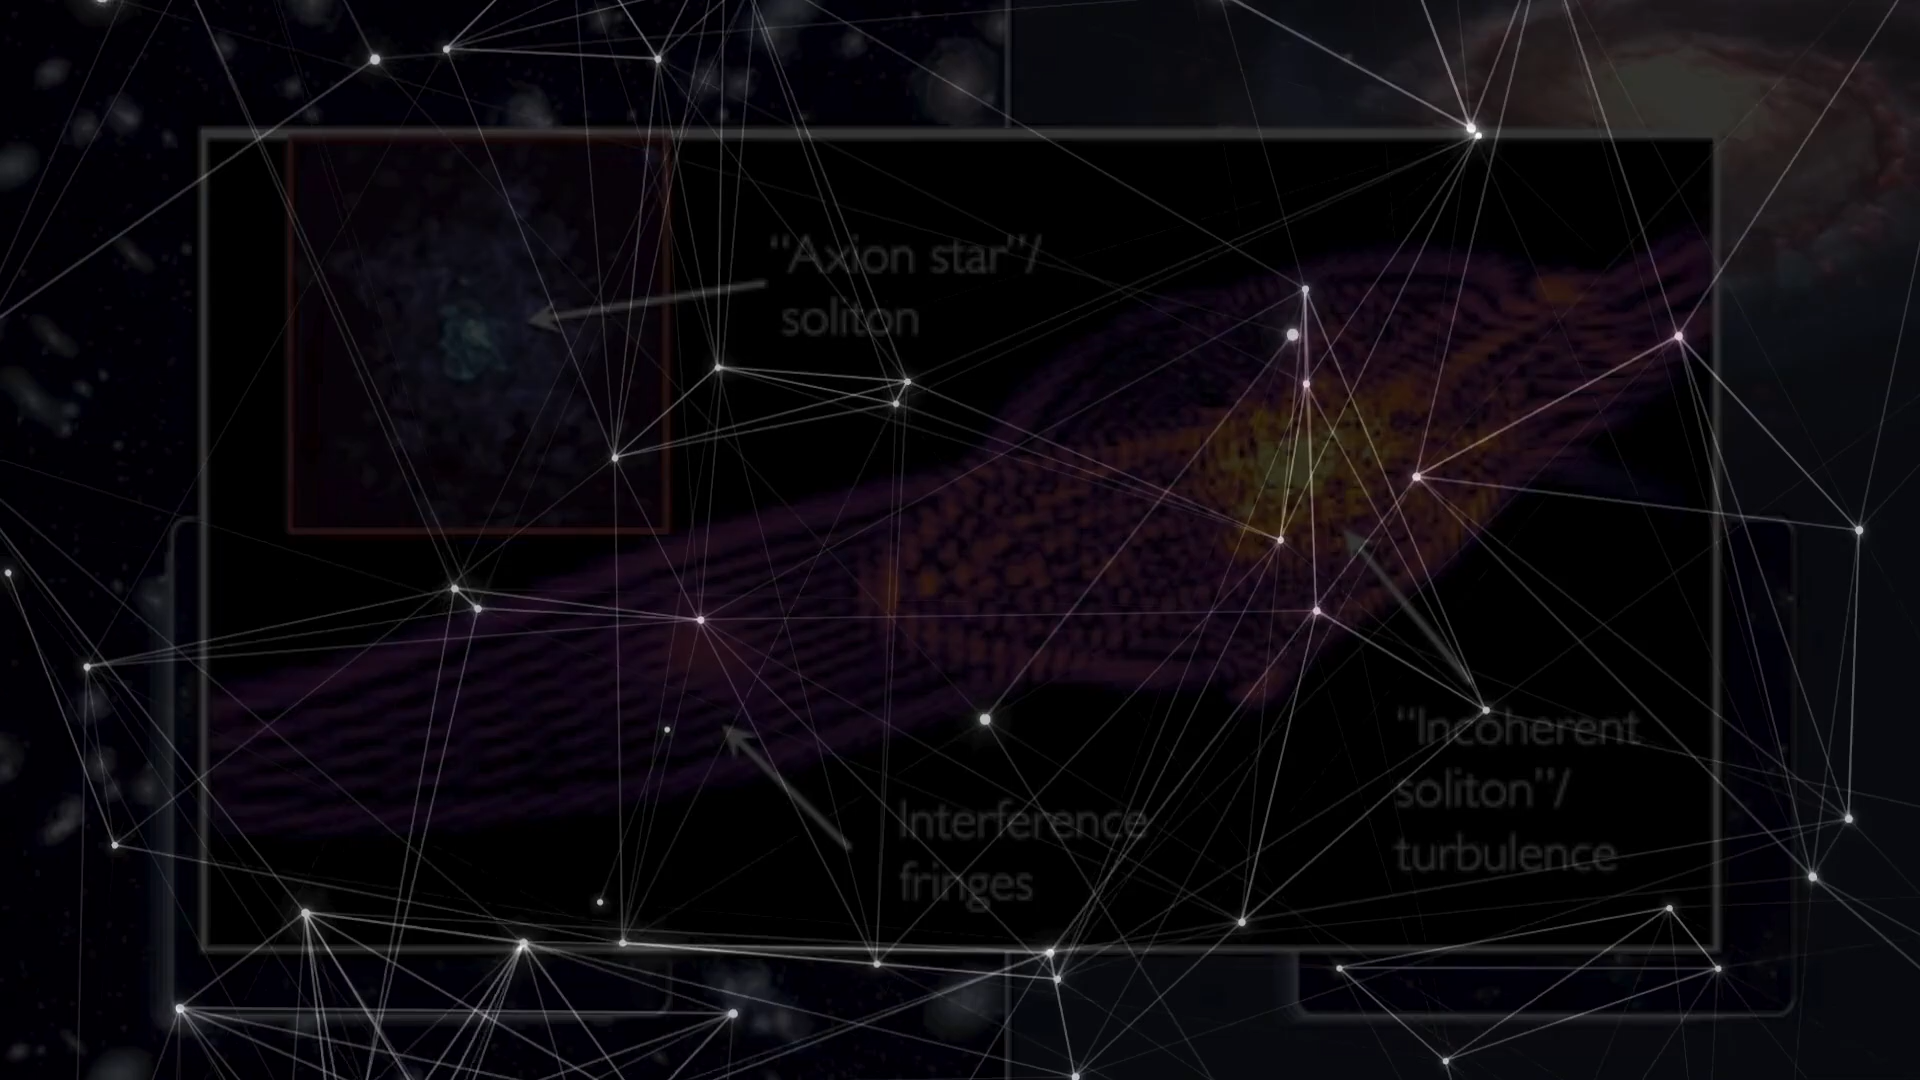 "Axion star"/
soliton
"Incoherent
soliton"/
turbulence
Interference
fringes